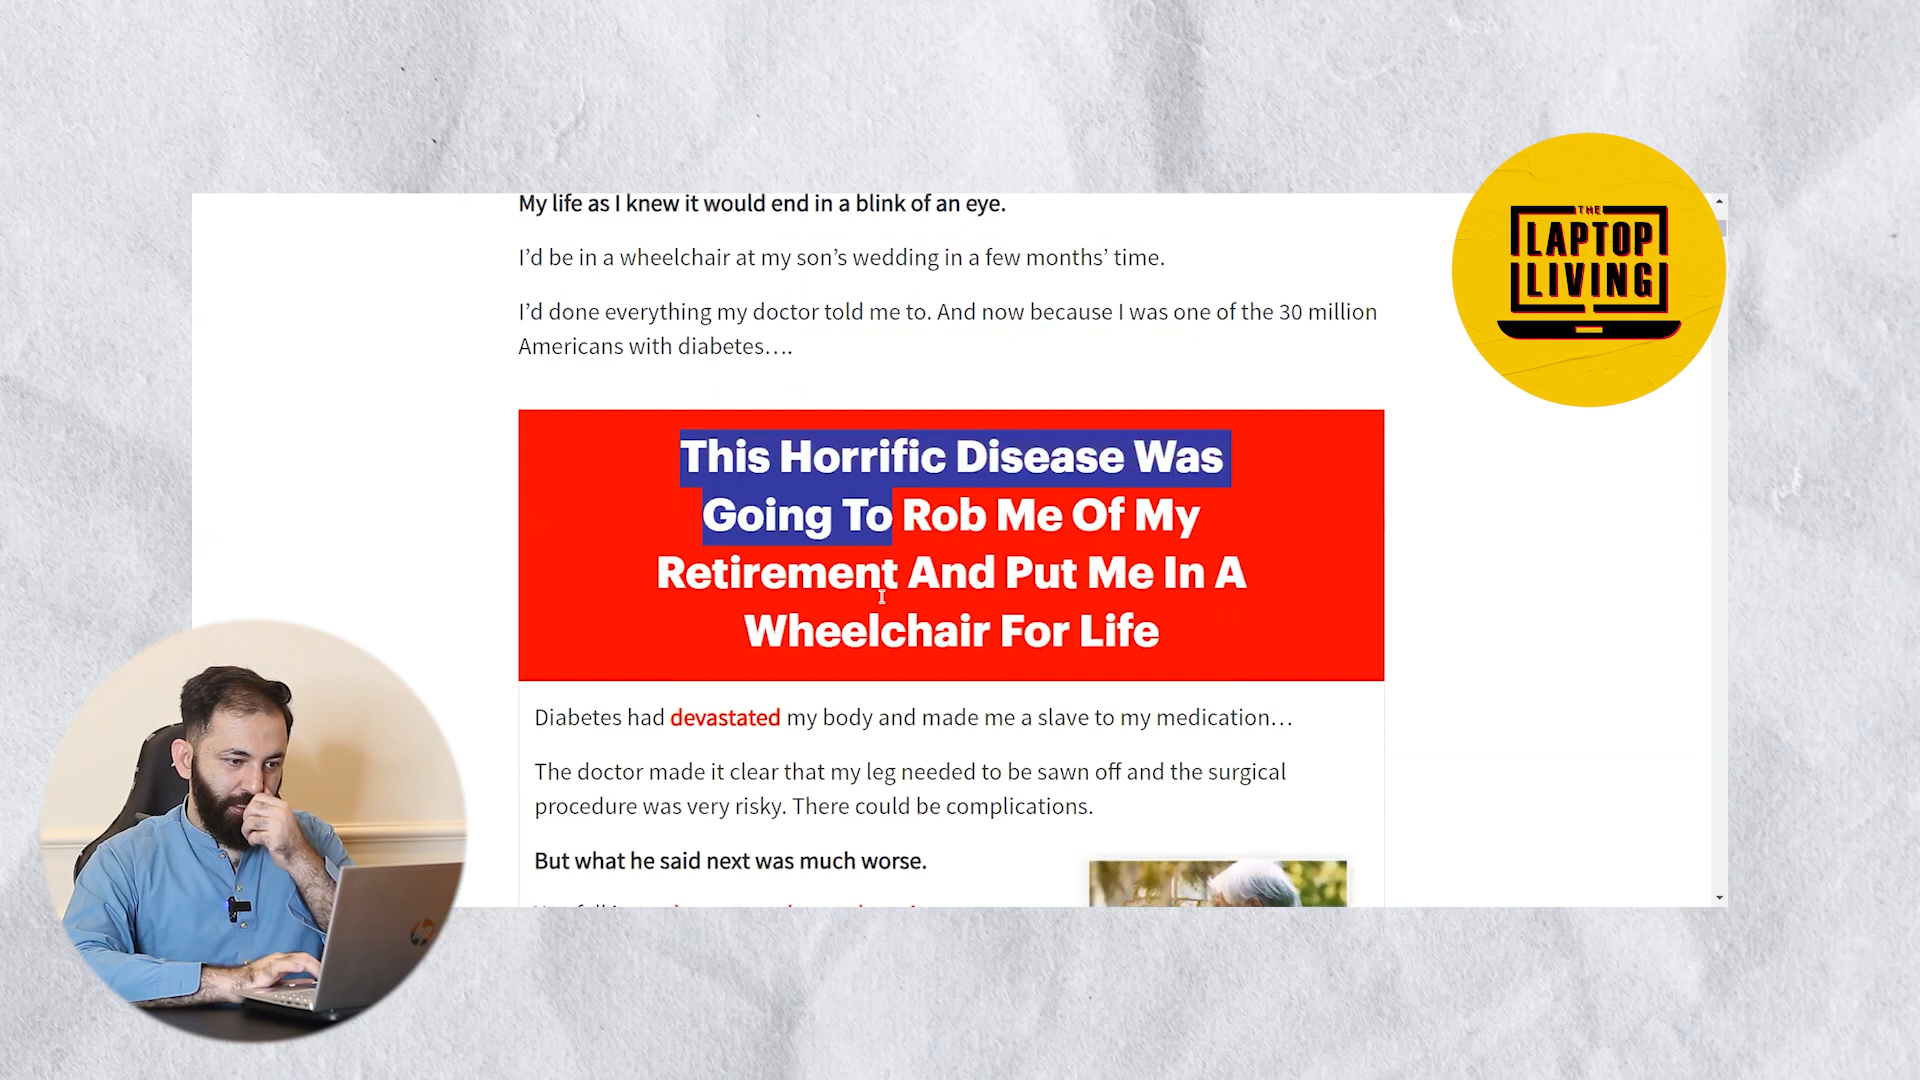 My life as I knew it would end in a blink of an eye.
I’d be in a wheelchair at my son’s wedding in a few months’ time.
I’d done everything my doctor told me to. And now because I was one of the 30 million
Americans with diabetes….
THE
LAPTOP
LIVING
This Horrific Disease Was
Going To Rob Me Of My
Retirement And Put Me In A
Wheelchair For Life
Diabetes had devastated my body and made me a slave to my medication…
The doctor made it clear that my leg needed to be sawn off and the surgical
procedure was very risky. There could be complications.
But what he said next was much worse.
hp